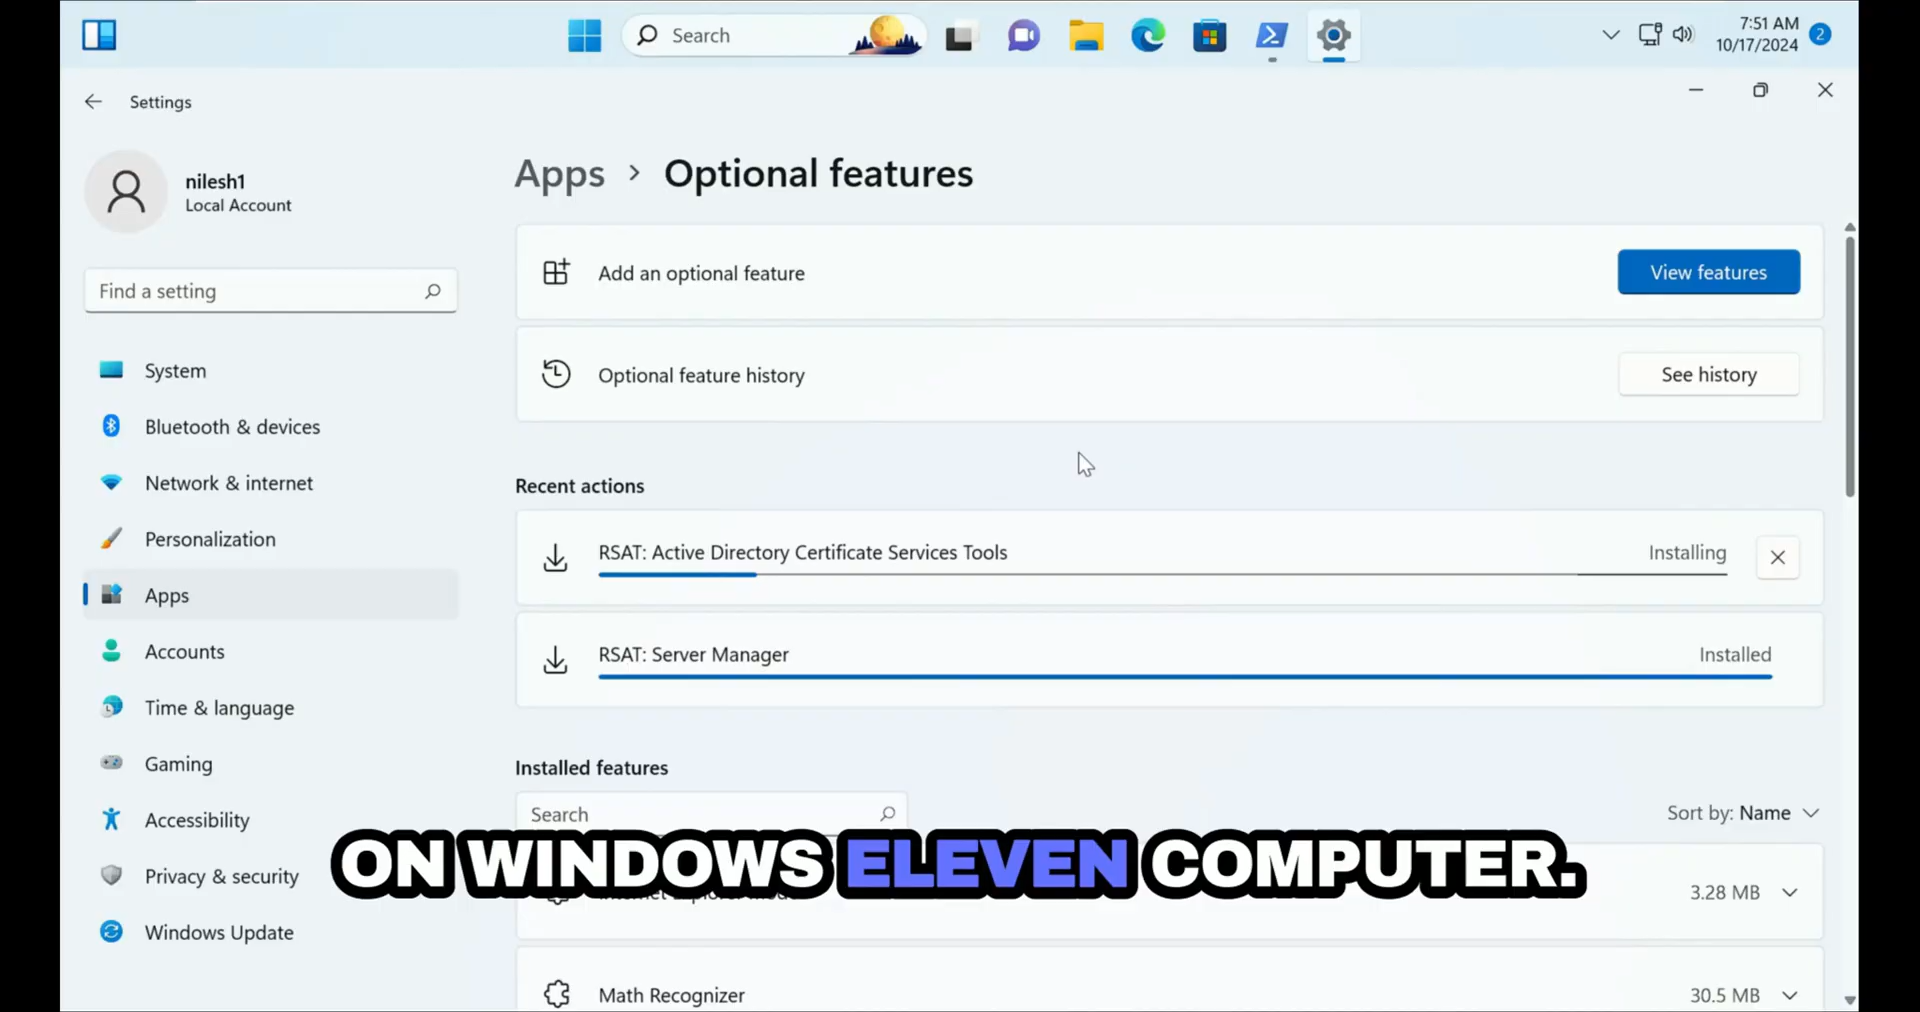 Search
7:51 AM
10/17/2024
2
Settings
nilesh1
Local Account
Find a setting
System
Bluetooth & devices
Network & internet
Personalization
Apps
Accounts
Time & language
Gaming
Accessibility
Privacy & security
Windows Update
Apps > Optional features
Add an optional feature
View features
Optional feature history
See history
Recent actions
RSAT: Active Directory Certificate Services Tools
Installing
RSAT: Server Manager
Installed
Installed features
Search
Sort by: Name
ON WINDOWS ELEVEN COMPUTER.
3.28 MB
Math Recognizer
30.5 MB